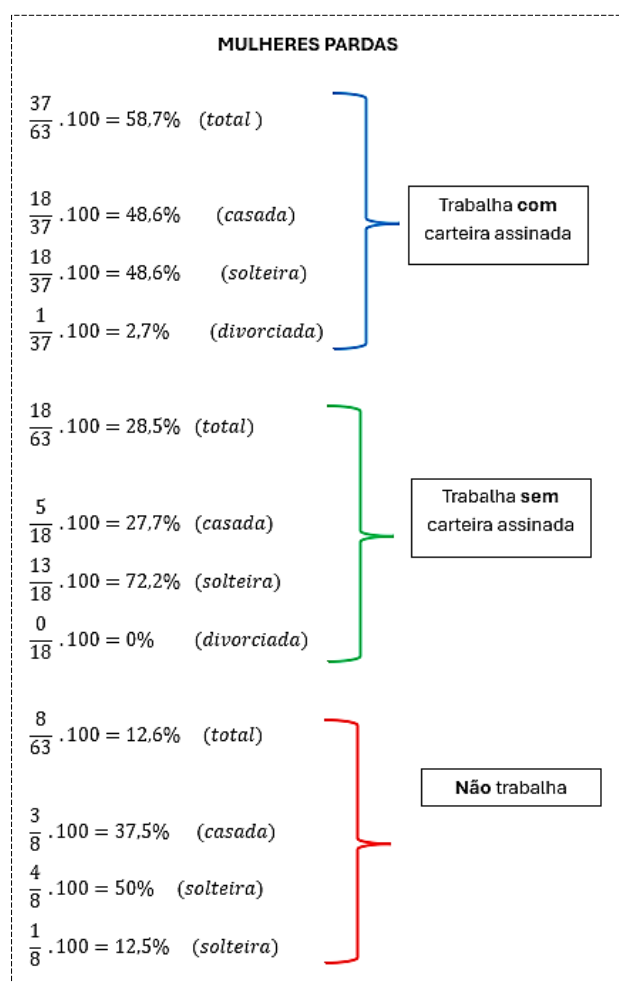 MULHERES PARDAS
37/63 .100 = 58,7% (total )
18/37 .100 = 48,6% (casada)
18/37 .100 = 48,6% (solteira)
1/37 .100 = 2,7% (divorciada)
Trabalha com
carteira assinada
18/63 .100 = 28,5% (total)
5/18 .100 = 27,7% (casada)
13/18 .100 = 72,2% (solteira)
0/18 .100 = 0% (divorciada)
Trabalha sem
carteira assinada
8/63 .100 = 12,6% (total)
3/8 .100 = 37,5% (casada)
4/8 .100 = 50% (solteira)
1/8 .100 = 12,5% (solteira)
Não trabalha